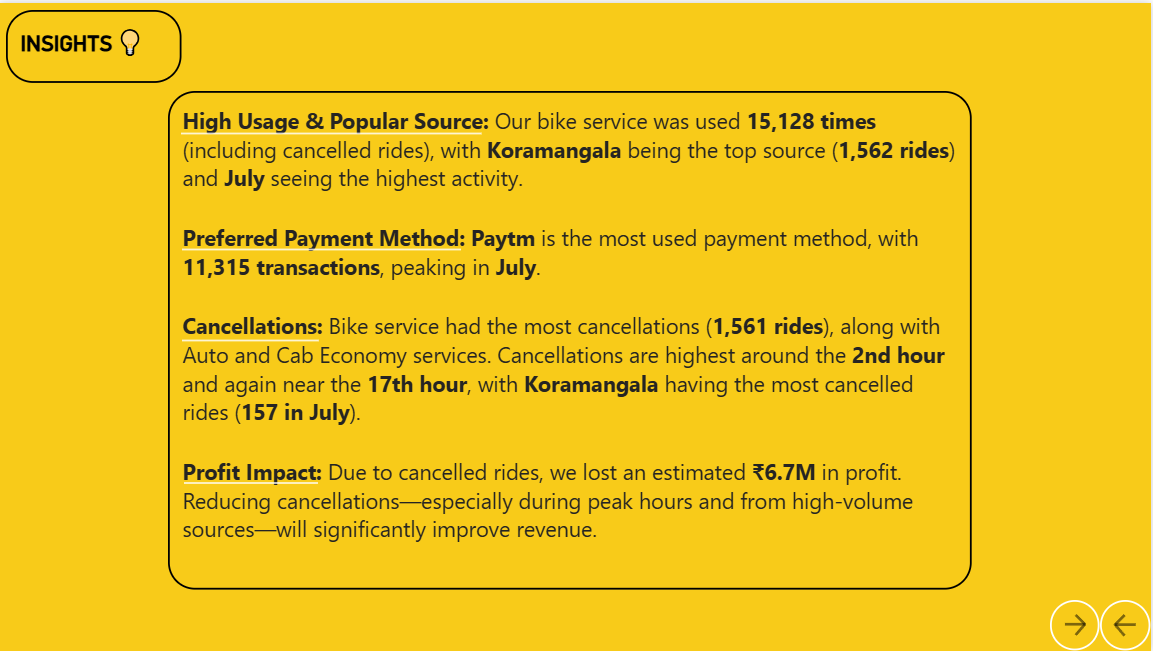 INSIGHTS
High Usage & Popular Source: Our bike service was used 15,128 times
(including cancelled rides), with Koramangala being the top source (1,562 rides)
and July seeing the highest activity.
Preferred Payment Method: Paytm is the most used payment method, with
11,315 transactions, peaking in July.
Cancellations: Bike service had the most cancellations (1,561 rides), along with
Auto and Cab Economy services. Cancellations are highest around the 2nd hour
and again near the 17th hour, with Koramangala having the most cancelled
rides (157 in July).
Profit Impact: Due to cancelled rides, we lost an estimated ₹6.7M in profit.
Reducing cancellations—especially during peak hours and from high-volume
sources—will significantly improve revenue.